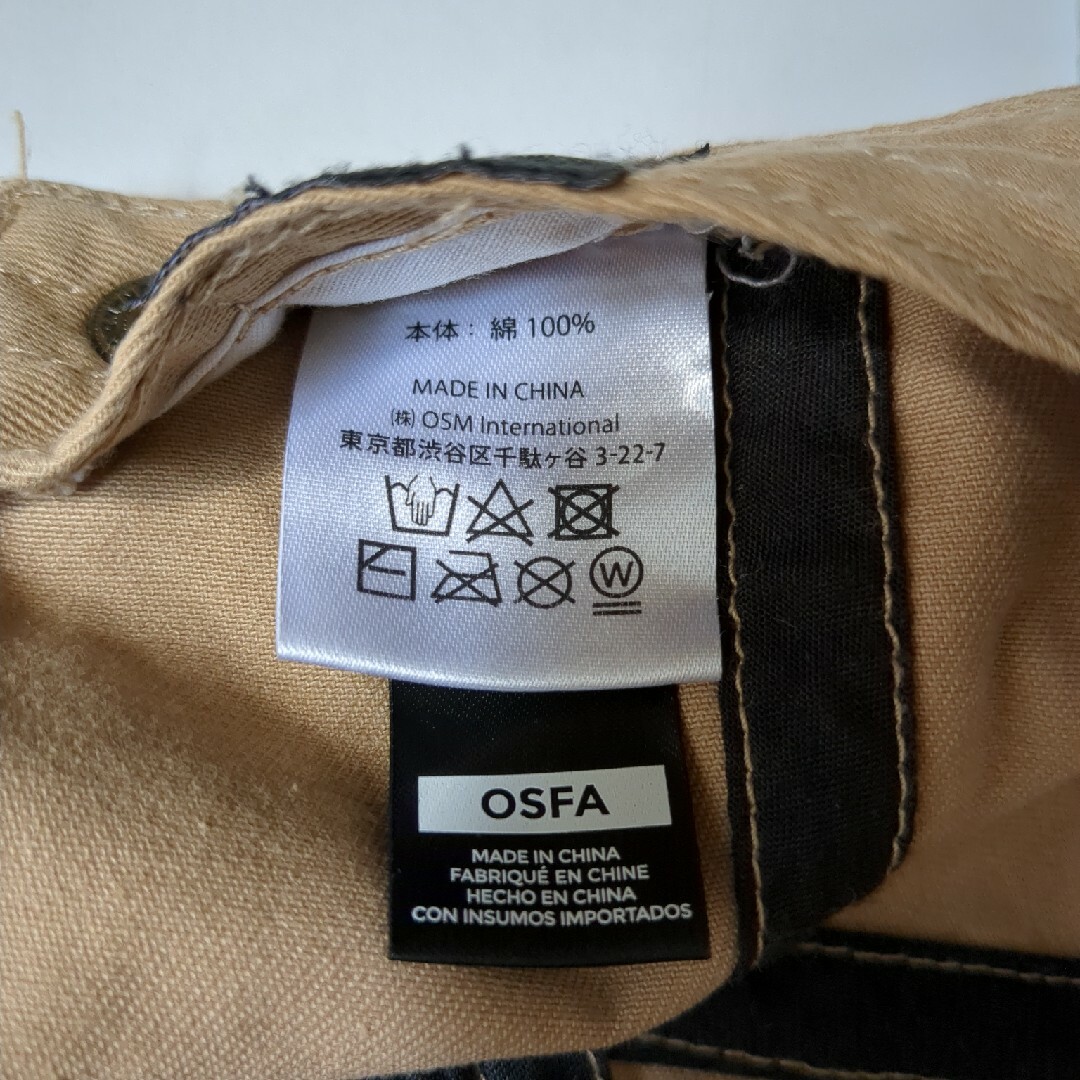 本体：綿 100%
MADE IN CHINA
㈱ OSM International
東京都渋谷区千駄ヶ谷 3-22-7
W
OSFA
MADE IN CHINA
FABRIQUÉ EN CHINE
HECHO EN CHINA
CON INSUMOS IMPORTADOS